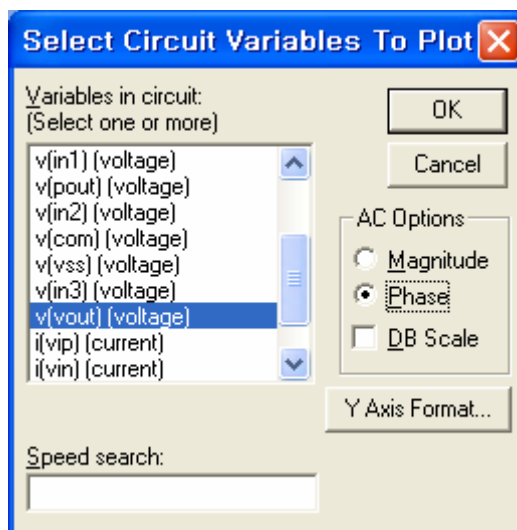 Select Circuit Variables To Plot
Variables in circuit:
(Select one or more)
v(in1) (voltage)
v(pout) (voltage)
v(in2) (voltage)
v(com) (voltage)
v(vss) (voltage)
v(in3) (voltage)
v(vout) (voltage)
i(vip) (current)
i(vin) (current)
Speed search:
OK
Cancel
AC Options
Magnitude
Phase
DB Scale
Y Axis Format...